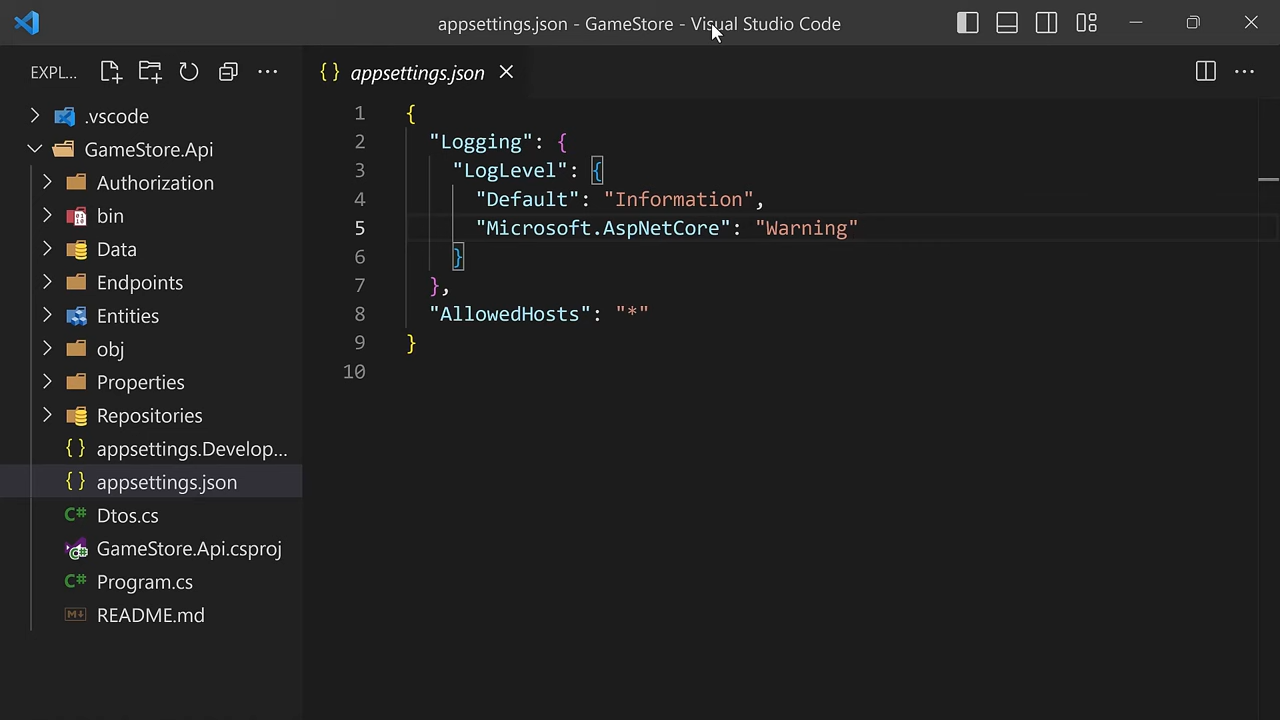 appsettings.json - GameStore - Visual Studio Code
EXPL...
.vscode
GameStore.Api
Authorization
bin
Data
Endpoints
Entities
obj
Properties
Repositories
{} appsettings.Develop...
{} appsettings.json
C# Dtos.cs
GameStore.Api.csproj
C# Program.cs
README.md
{} appsettings.json
1 {
2 "Logging": {
3 "LogLevel": {
4 "Default": "Information",
5 "Microsoft.AspNetCore": "Warning"
6 }
7 },
8 "AllowedHosts": "*"
9 }
10